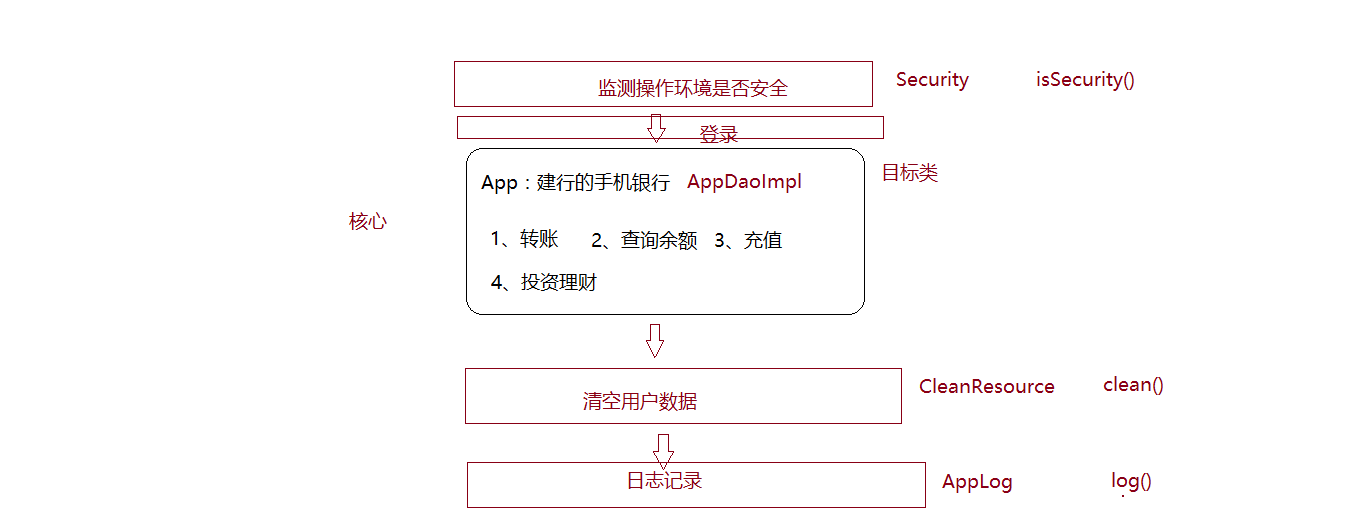 监测操作环境是否安全 Security isSecurity()
登录
目标类
App：建行的手机银行 AppDaoImpl
核心
1、转账 2、查询余额 3、充值
4、投资理财
清空用户数据 CleanResource clean()
日志记录 AppLog log()